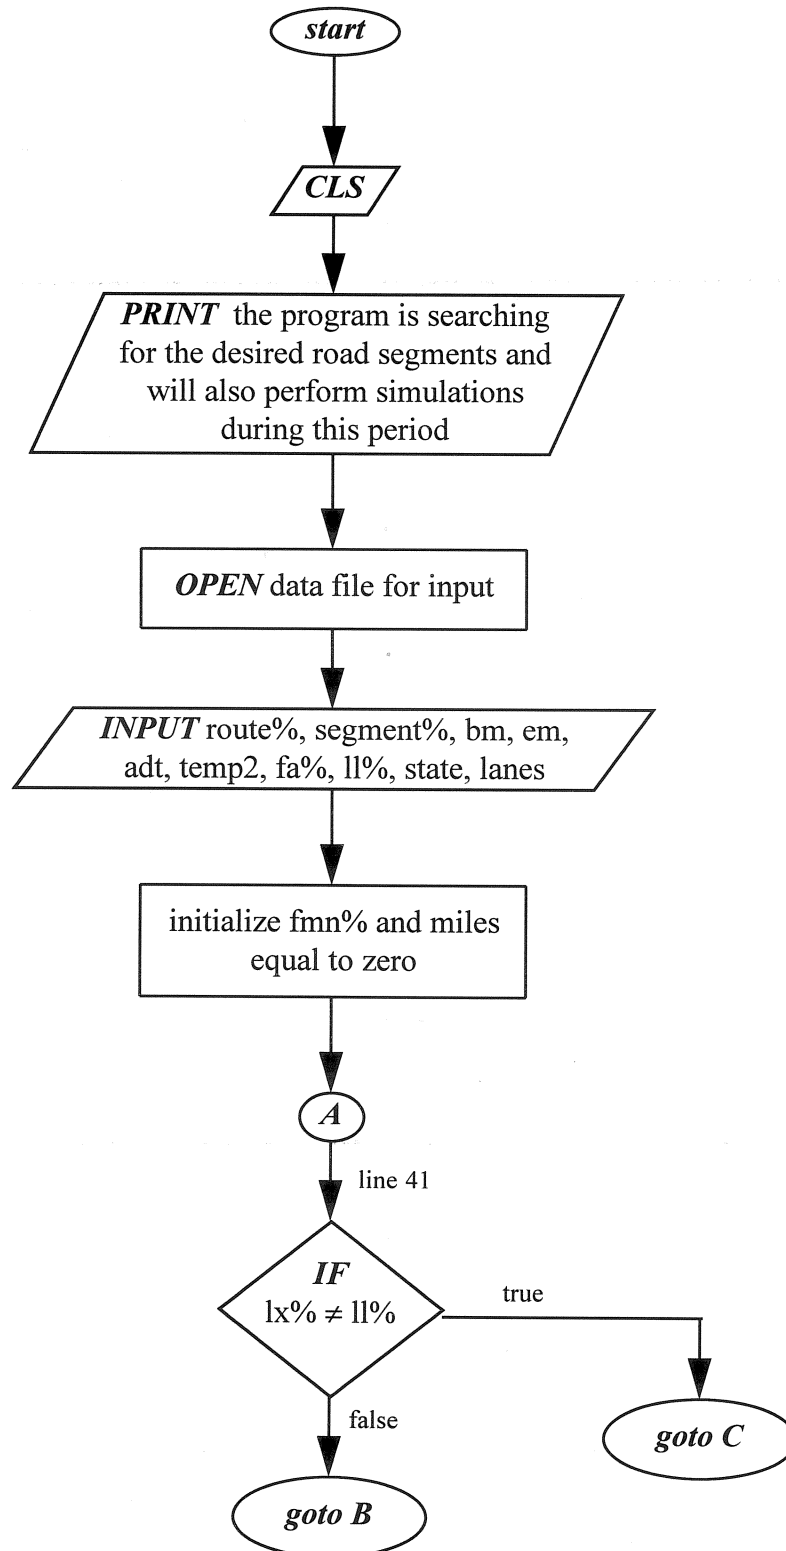 start
CLS
PRINT the program is searching
for the desired road segments and
will also perform simulations
during this period
OPEN data file for input
INPUT route%, segment%, bm, em,
adt, temp2, fa%, ll%, state, lanes
initialize fmn% and miles
equal to zero
A
line 41
IF
lx% ≠ ll%
true
false
goto C
goto B